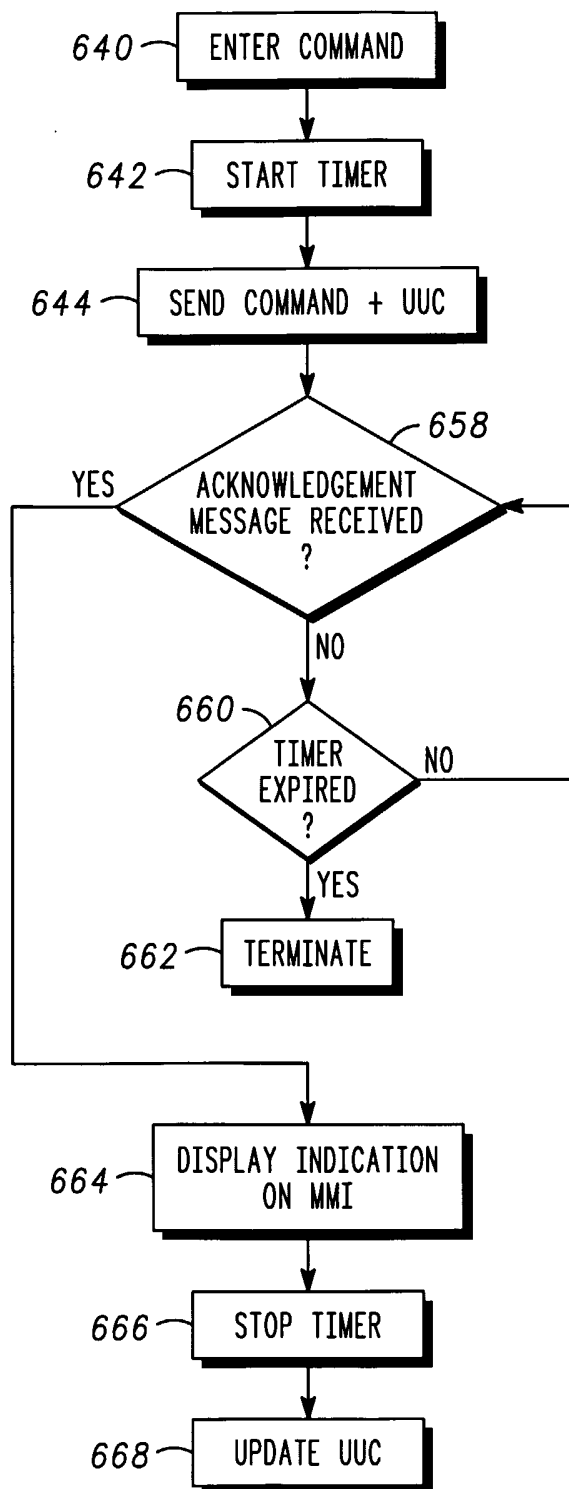 640
ENTER COMMAND
642
START TIMER
644
SEND COMMAND + UUC
658
YES
ACKNOWLEDGEMENT
MESSAGE RECEIVED
?
NO
660
TIMER
EXPIRED
?
NO
YES
662
TERMINATE
664
DISPLAY INDICATION
ON MMI
666
STOP TIMER
668
UPDATE UUC